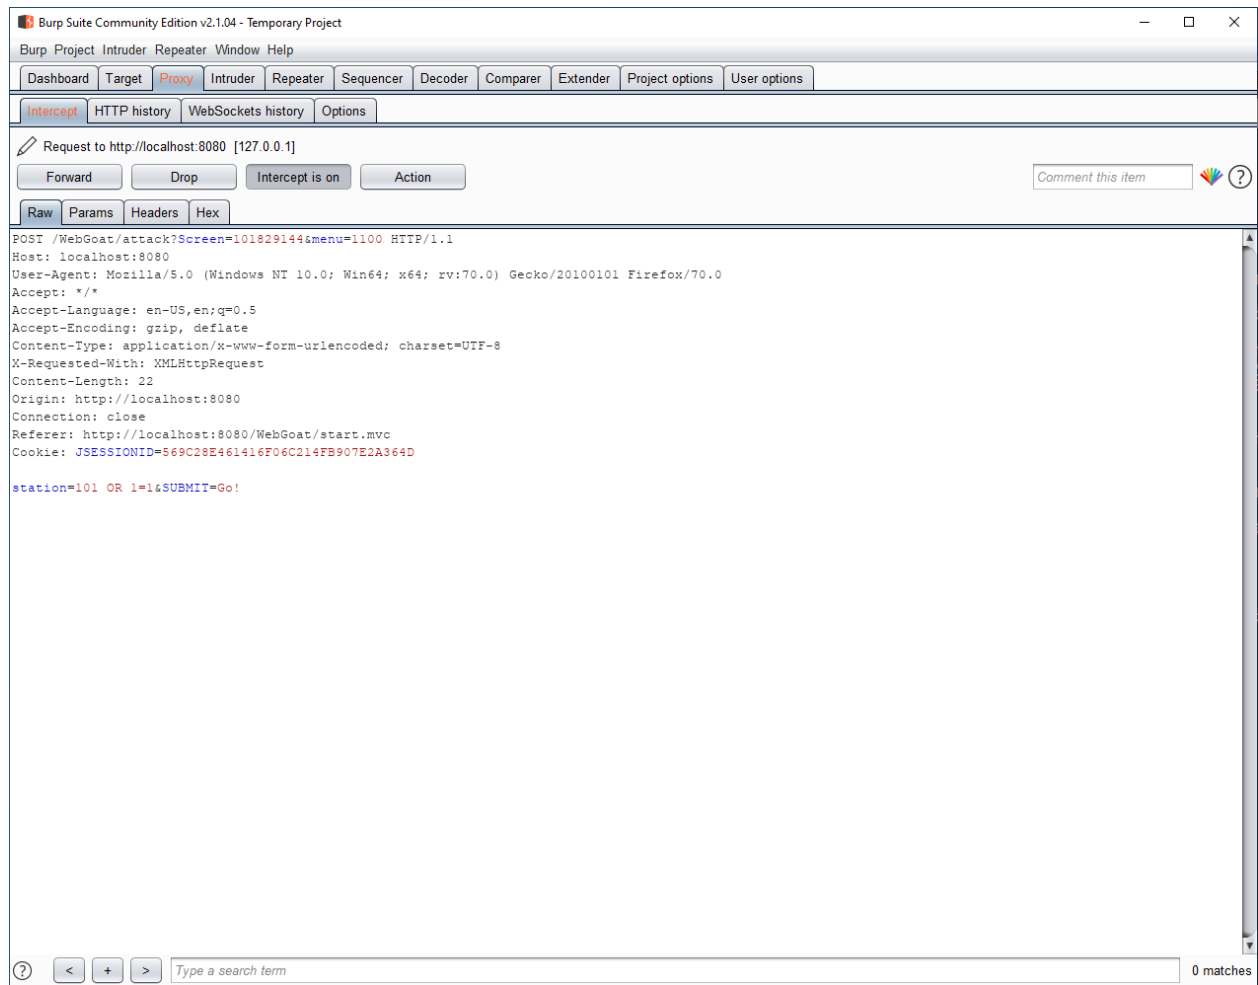 Burp Suite Community Edition v2.1.04 - Temporary Project
Burp Project Intruder Repeater Window Help
Dashboard Target Proxy Intruder Repeater Sequencer Decoder Comparer Extender Project options User options
Intercept HTTP history WebSockets history Options
Request to http://localhost:8080 [127.0.0.1]
Forward Drop Intercept is on Action Comment this item ?
Raw Params Headers Hex
POST /WebGoat/attack?Screen=101829144&menu=1100 HTTP/1.1
Host: localhost:8080
User-Agent: Mozilla/5.0 (Windows NT 10.0; Win64; x64; rv:70.0) Gecko/20100101 Firefox/70.0
Accept: */*
Accept-Language: en-US,en;q=0.5
Accept-Encoding: gzip, deflate
Content-Type: application/x-www-form-urlencoded; charset=UTF-8
X-Requested-With: XMLHttpRequest
Content-Length: 22
Origin: http://localhost:8080
Connection: close
Referer: http://localhost:8080/WebGoat/start.mvc
Cookie: JSESSIONID=569C28E461416F06C214FB907E2A364D
station=101 OR 1=1&SUBMIT=Go!
? < + > Type a search term 0 matches